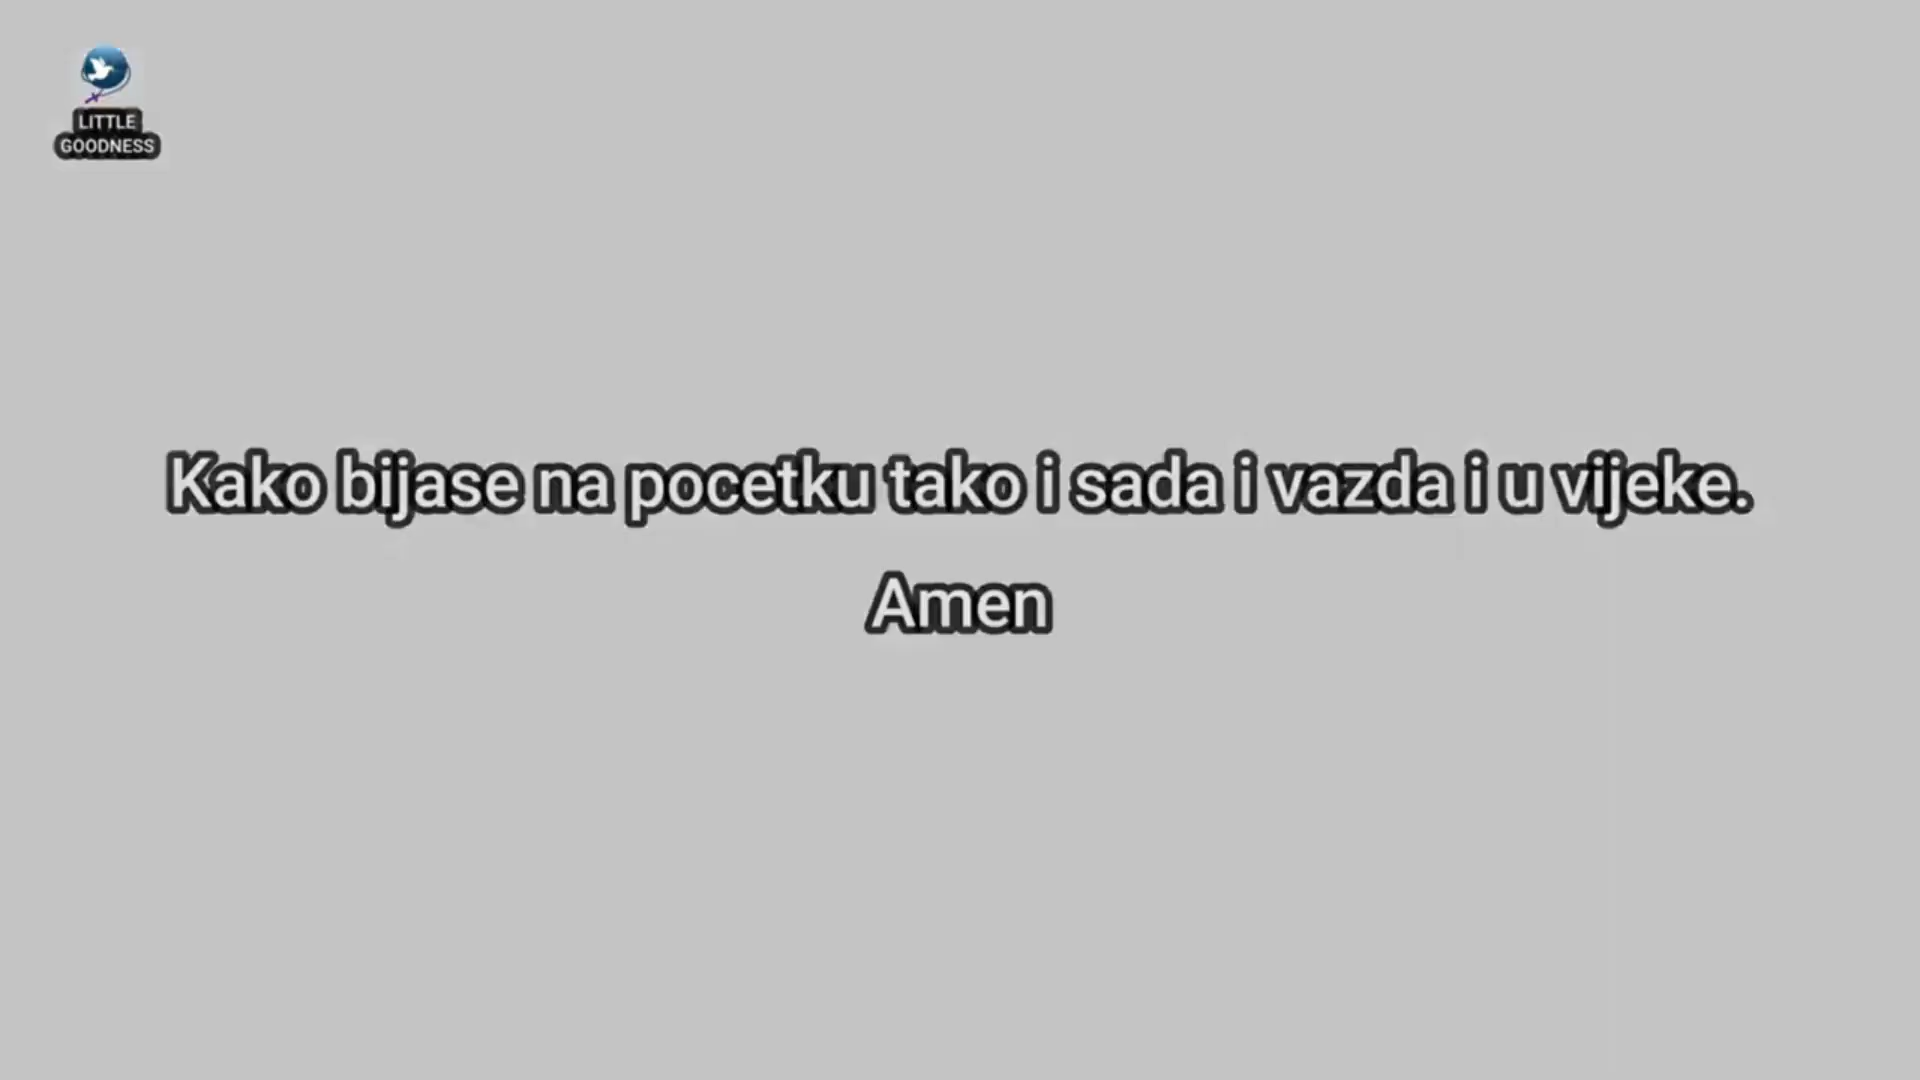 LITTLE
GOODNESS
Kako bijase na pocetku tako i sada i vazda i u vijeke.
Amen